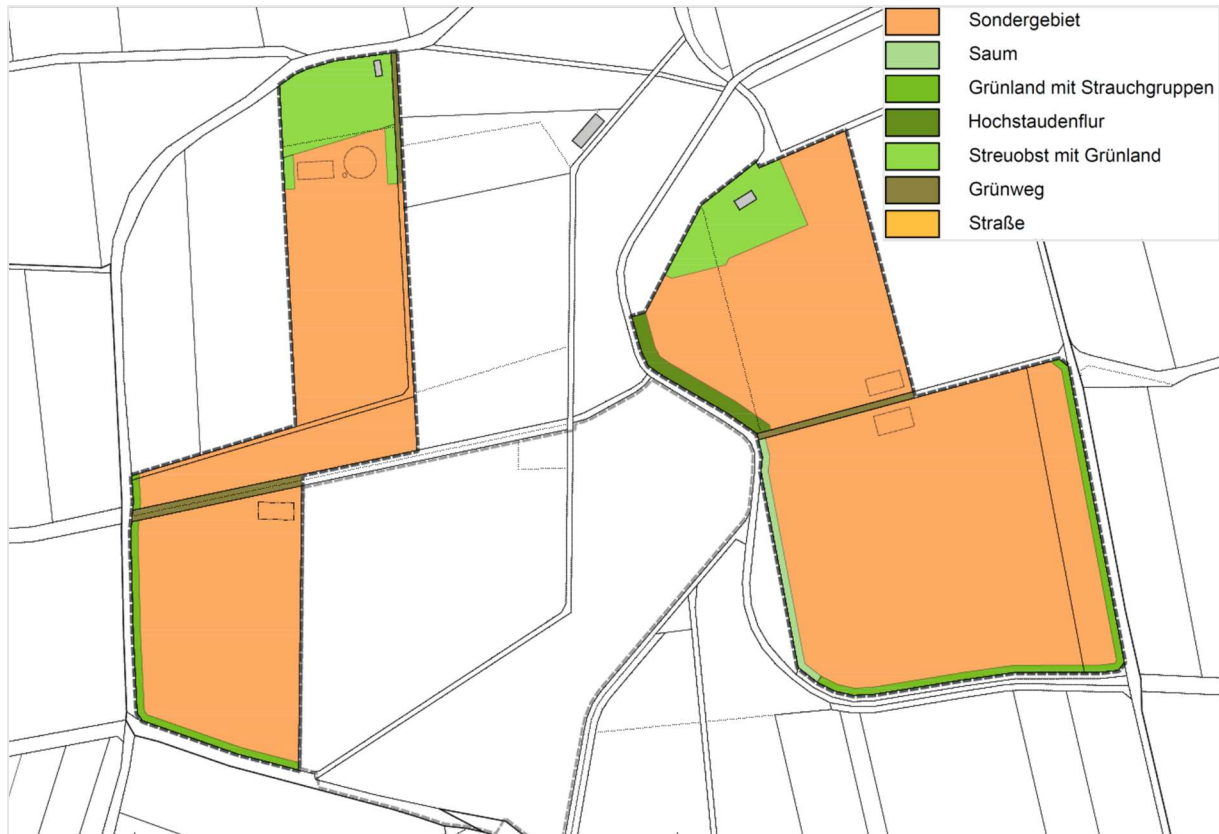 Sondergebiet
Saum
Grünland mit Strauchgruppen
Hochstaudenflur
Streuobst mit Grünland
Grünweg
Straße